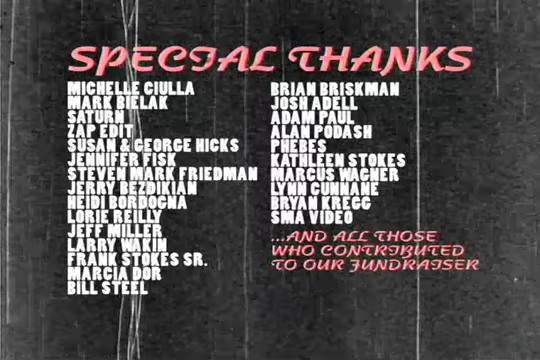 SPECIAL THANKS
MICHELLE CIULLA
MARK BIELAK
SATURN
ZAP EDIT
SUSAN & GEORGE HICKS
JENNIFER FISK
STEVEN MARK FRIEDMAN
JERRY BEZDIKIAN
HEIDI BORDOGNA
LORIE REILLY
JEFF MILLER
LARRY WAKIN
FRANK STOKES SR.
MARCIA DOR
BILL STEEL
BRIAN BRISKMAN
JOSH ADELL
ADAM PAUL
ALAN PODASH
PHEBES
KATHLEEN STOKES
MARCUS WAGNER
LYNN CUNNANE
BRYAN KREGG
SMA VIDEO
...AND ALL THOSE
WHO CONTRIBUTED
TO OUR FUNDRAISER